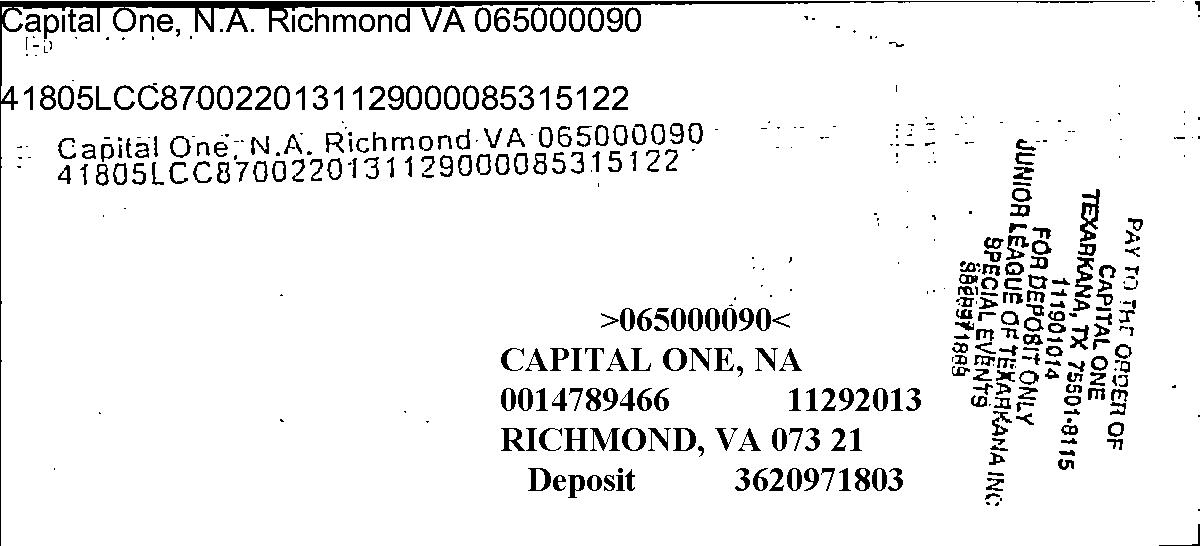 Capital One, N.A. Richmond VA 065000090
41805LCC870022013112900008531​5122
Capital One, N.A. Richmond VA 065000090
41805LCC8700220131129000085315122
>065000090<
CAPITAL ONE, NA
0014789466 11292013
RICHMOND, VA 073 21
Deposit 3620971803
PAY TO THE ORDER OF
CAPITAL ONE
TEXARKANA, TX 75501-8115
111901014
FOR DEPOSIT ONLY
JUNIOR LEAGUE OF TEXARKANA INC
SPECIAL EVENTS